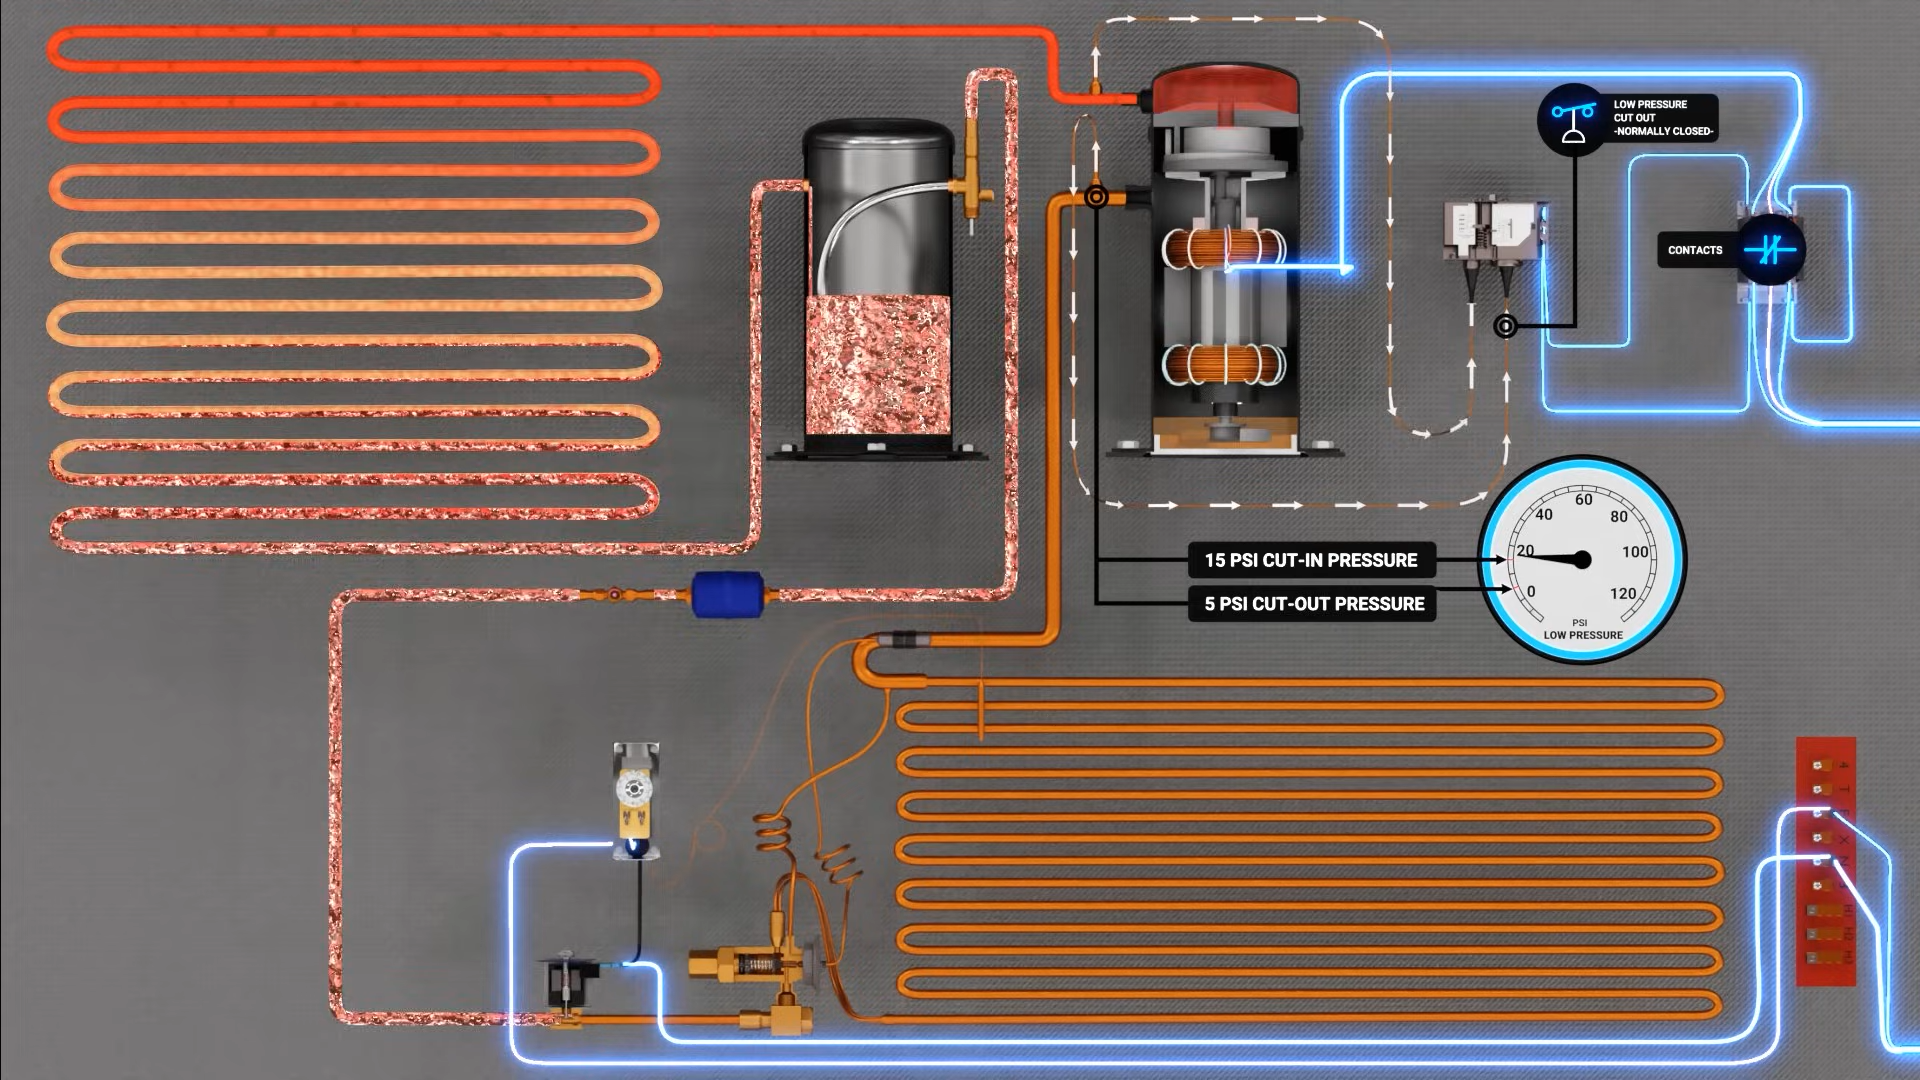 LOW PRESSURE
CUT OUT
-NORMALLY CLOSED-
CONTACTS
60
40
80
20
100
0
120
PSI
LOW PRESSURE
15 PSI CUT-IN PRESSURE
5 PSI CUT-OUT PRESSURE
4
T
X